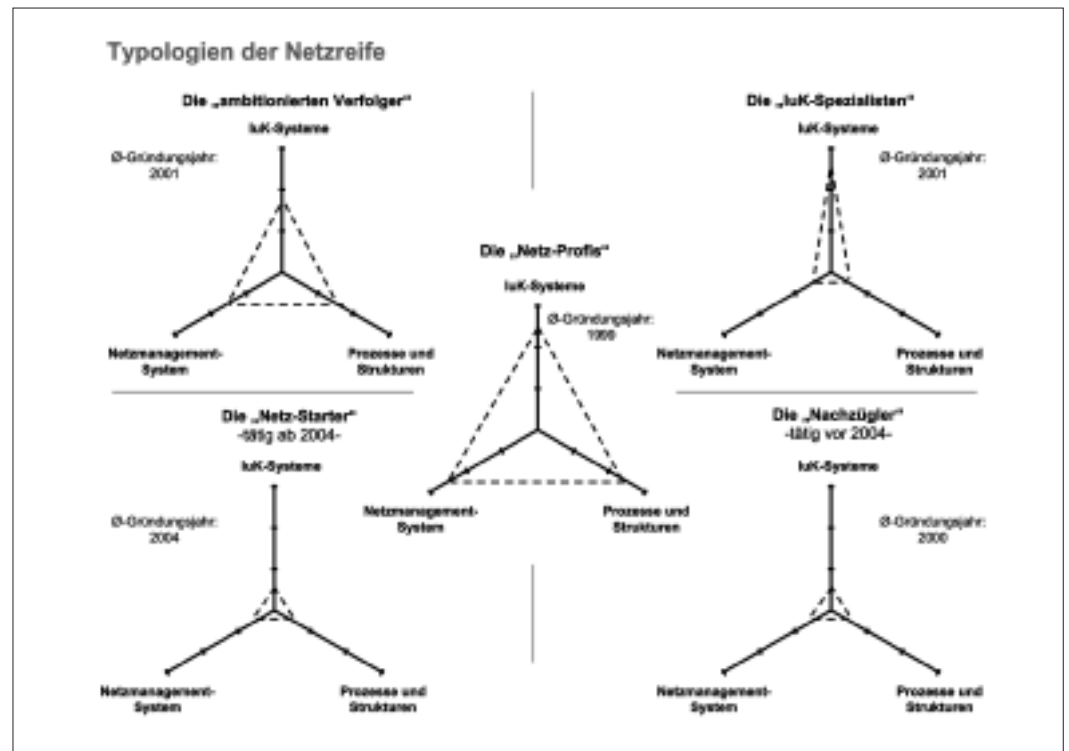 Typologien der Netzreife
Die „ambitionierten Verfolger“
IuK-Systeme
Ø-Gründungsjahr:
2001
Netzmanagement-
System
Prozesse und
Strukturen
Die „IuK-Spezialisten“
IuK-Systeme
Ø-Gründungsjahr:
2001
Netzmanagement-
System
Prozesse und
Strukturen
Die „Netz-Profis“
IuK-Systeme
Ø-Gründungsjahr:
1999
Netzmanagement-
System
Prozesse und
Strukturen
Die „Netz-Starter“
-tätig ab 2004-
IuK-Systeme
Ø-Gründungsjahr:
2004
Netzmanagement-
System
Prozesse und
Strukturen
Die „Nachzügler“
-tätig vor 2004-
IuK-Systeme
Ø-Gründungsjahr:
2000
Netzmanagement-
System
Prozesse und
Strukturen